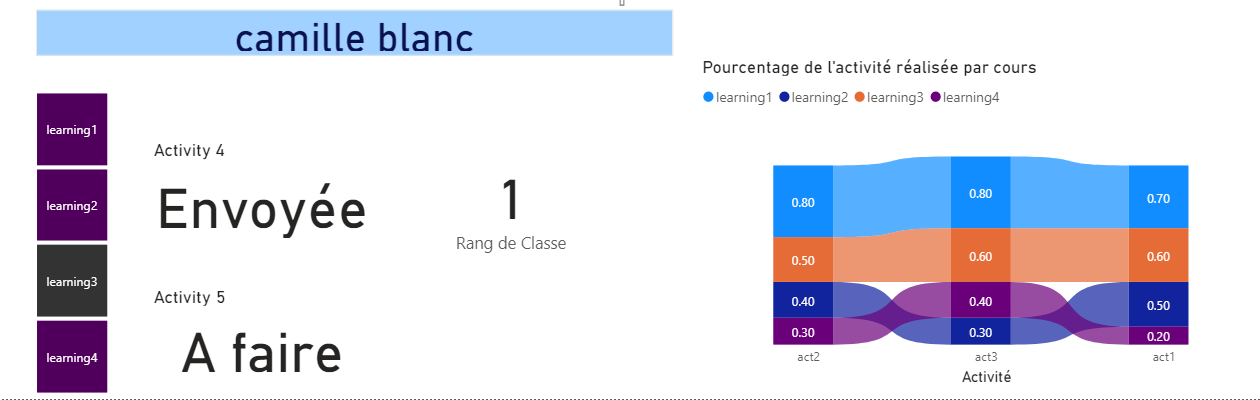 camille blanc
learning1
learning2
learning3
learning4
Activity 4
Envoyée
1
Rang de Classe
Activity 5
A faire
Pourcentage de l'activité réalisée par cours
learning1 learning2 learning3 learning4
0.80 0.80 0.70
0.50 0.60 0.60
0.40 0.40 0.50
0.30 0.30 0.20
act2 act3 act1
Activité